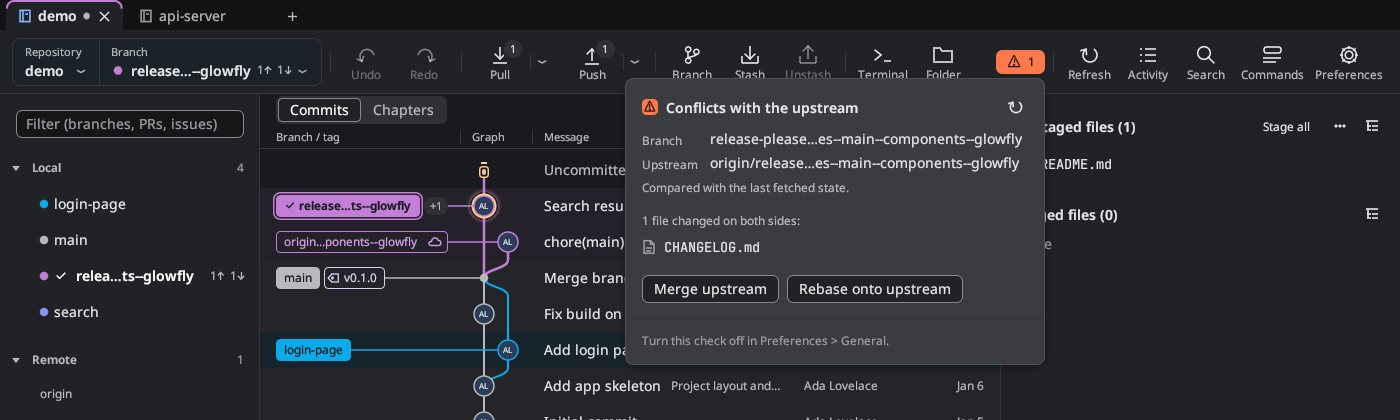 demo
api-server
+
Repository
demo
Branch
release...--glowfly 1↑ 1↓
Undo
Redo
Pull
1
Push
1
Branch
Stash
Unstash
Terminal
Folder
1
Refresh
Activity
Search
Commands
Preferences
Filter (branches, PRs, issues)
Local 4
login-page
main
relea...ts--glowfly 1↑ 1↓
search
Remote 1
origin
Commits
Chapters
Branch / tag
Graph
Message
Uncommitte
release...ts--glowfly +1 AL Search resu
origin...ponents--glowfly AL chore(main)
main v0.1.0 Merge bran
AL Fix build on
login-page AL Add login pa
AL Add app skeleton Project layout and... Ada Lovelace Jan 6
Conflicts with the upstream
Branch release-please...es--main--components--glowfly
Upstream origin/release...es--main--components--glowfly
Compared with the last fetched state.
1 file changed on both sides:
CHANGELOG.md
Merge upstream
Rebase onto upstream
Turn this check off in Preferences > General.
taged files (1)
Stage all
README.md
ged files (0)